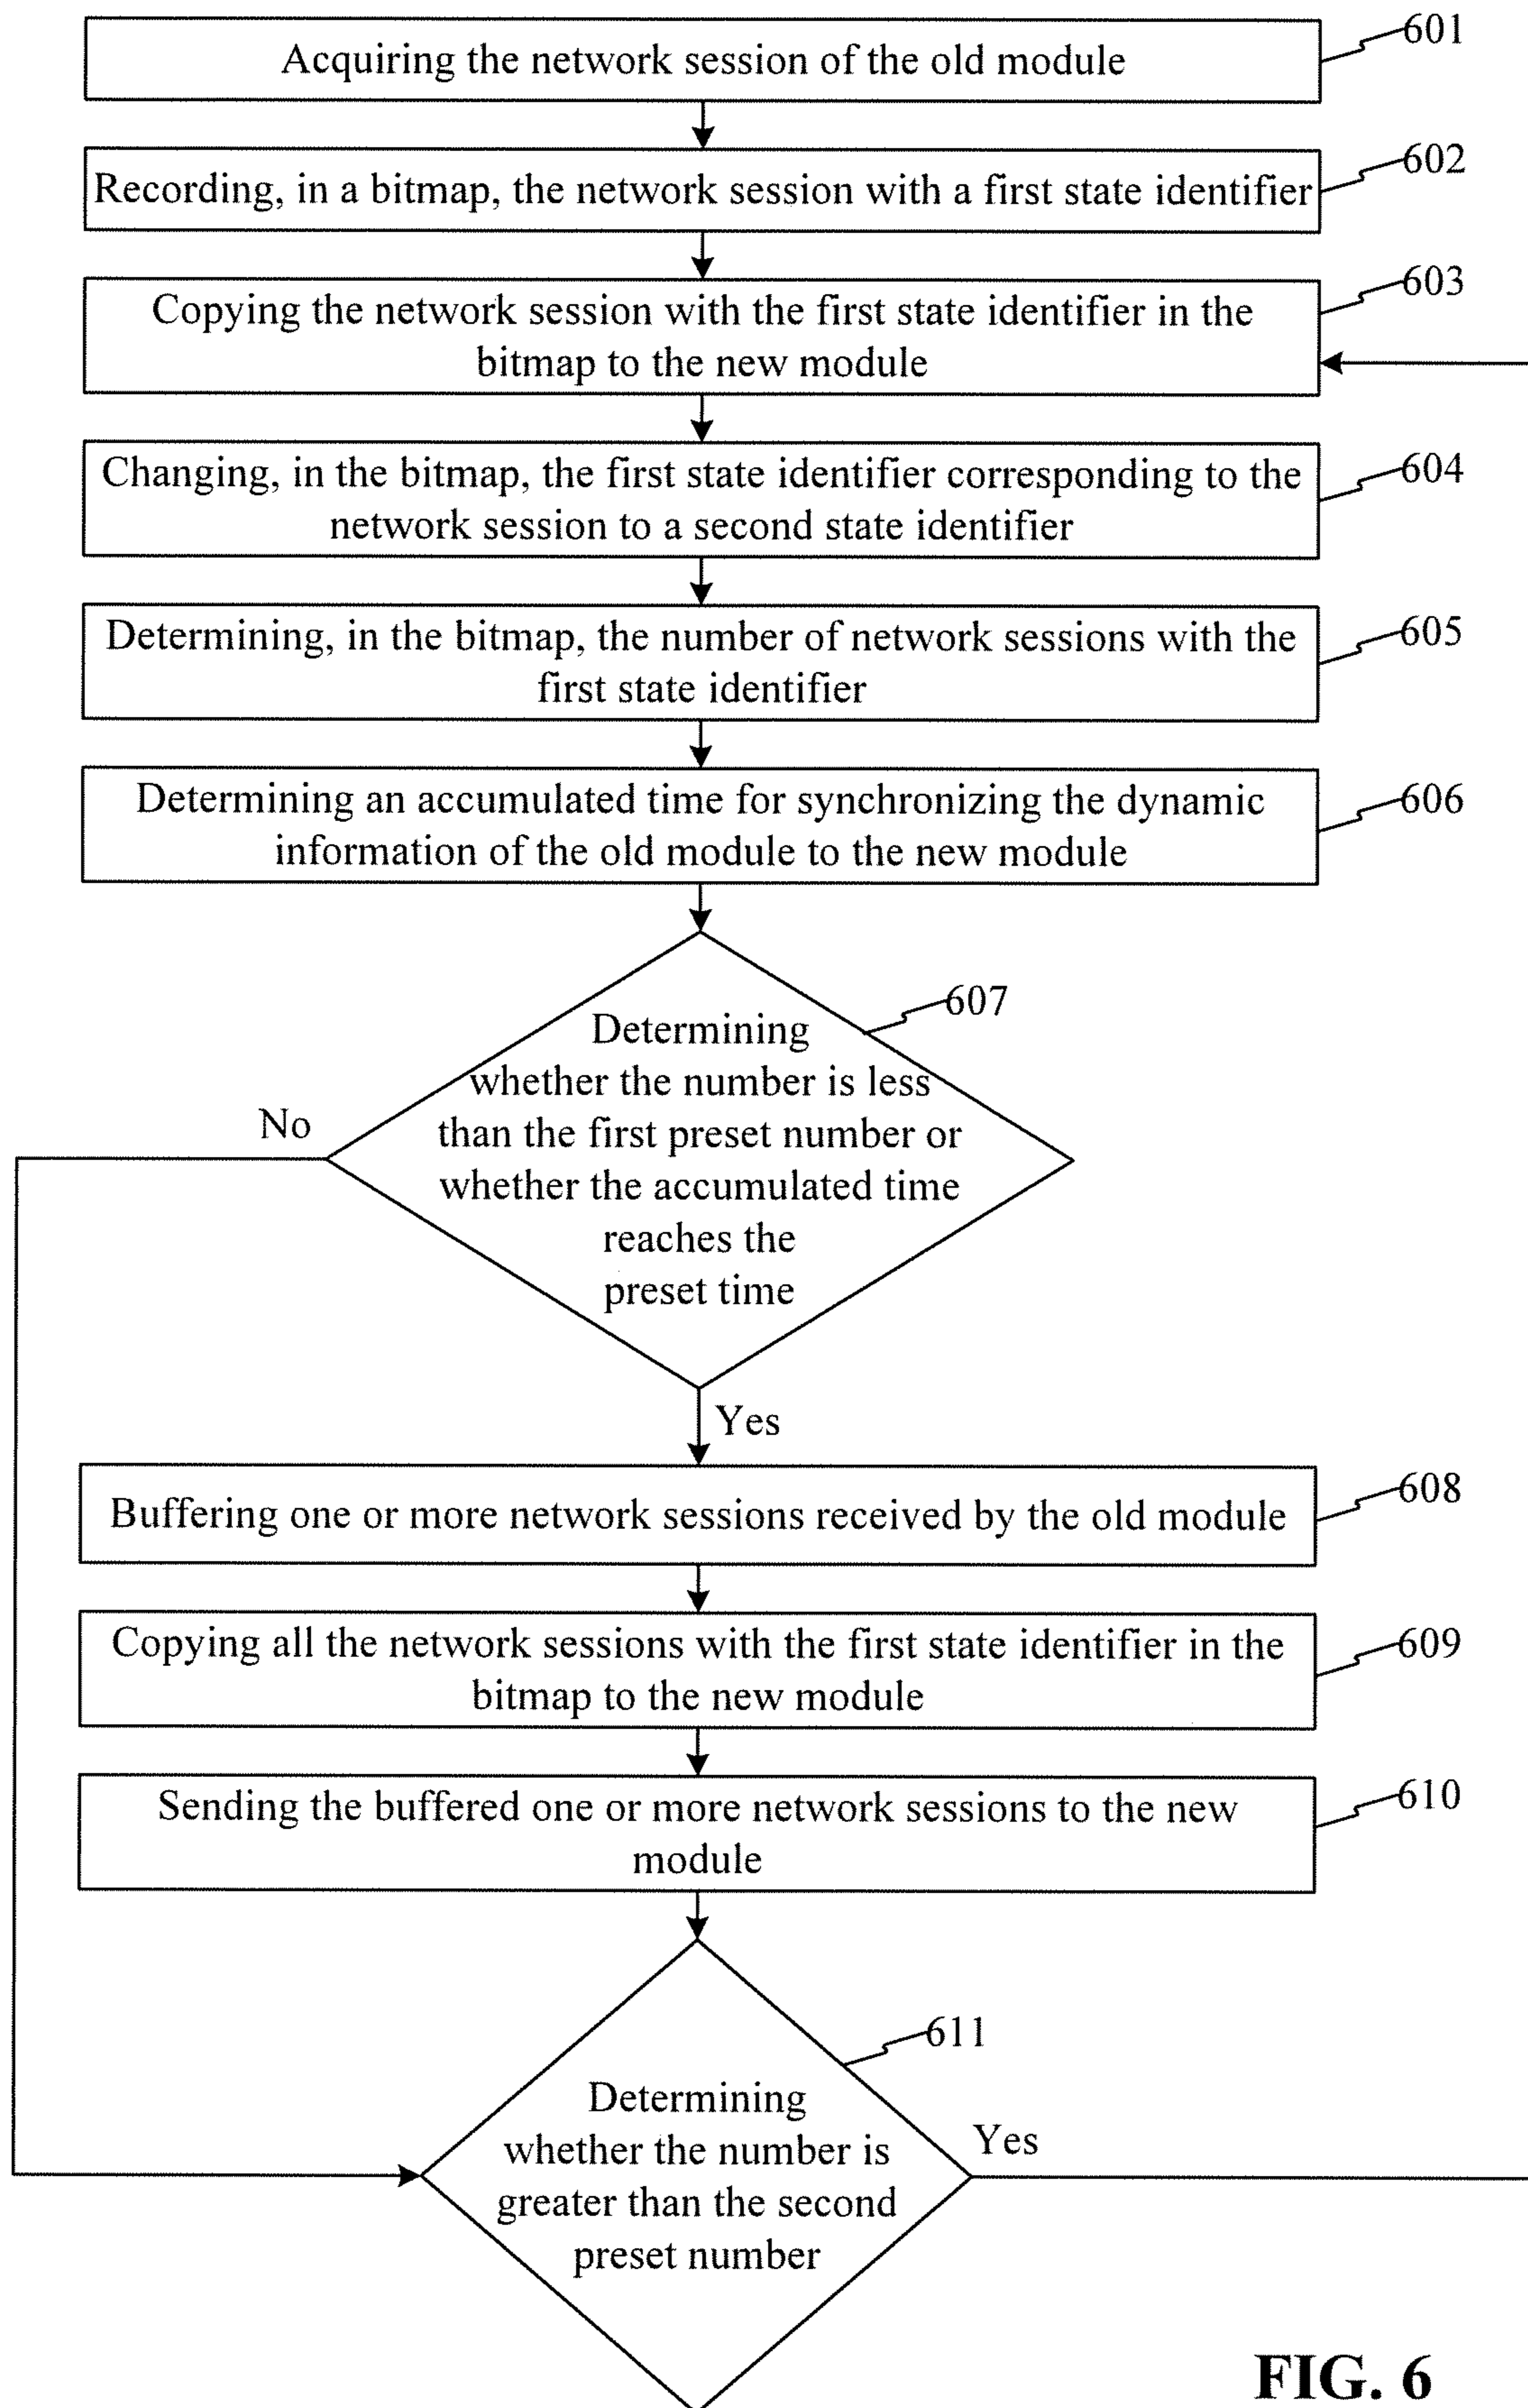 601
Acquiring the network session of the old module
602
Recording, in a bitmap, the network session with a first state identifier
603
Copying the network session with the first state identifier in the
bitmap to the new module
604
Changing, in the bitmap, the first state identifier corresponding to the
network session to a second state identifier
605
Determining, in the bitmap, the number of network sessions with the
first state identifier
606
Determining an accumulated time for synchronizing the dynamic
information of the old module to the new module
607
Determining
whether the number is less
than the first preset number or
whether the accumulated time
reaches the
preset time
No
Yes
608
Buffering one or more network sessions received by the old module
609
Copying all the network sessions with the first state identifier in the
bitmap to the new module
610
Sending the buffered one or more network sessions to the new
module
611
Determining
whether the number is
greater than the second
preset number
Yes
FIG. 6